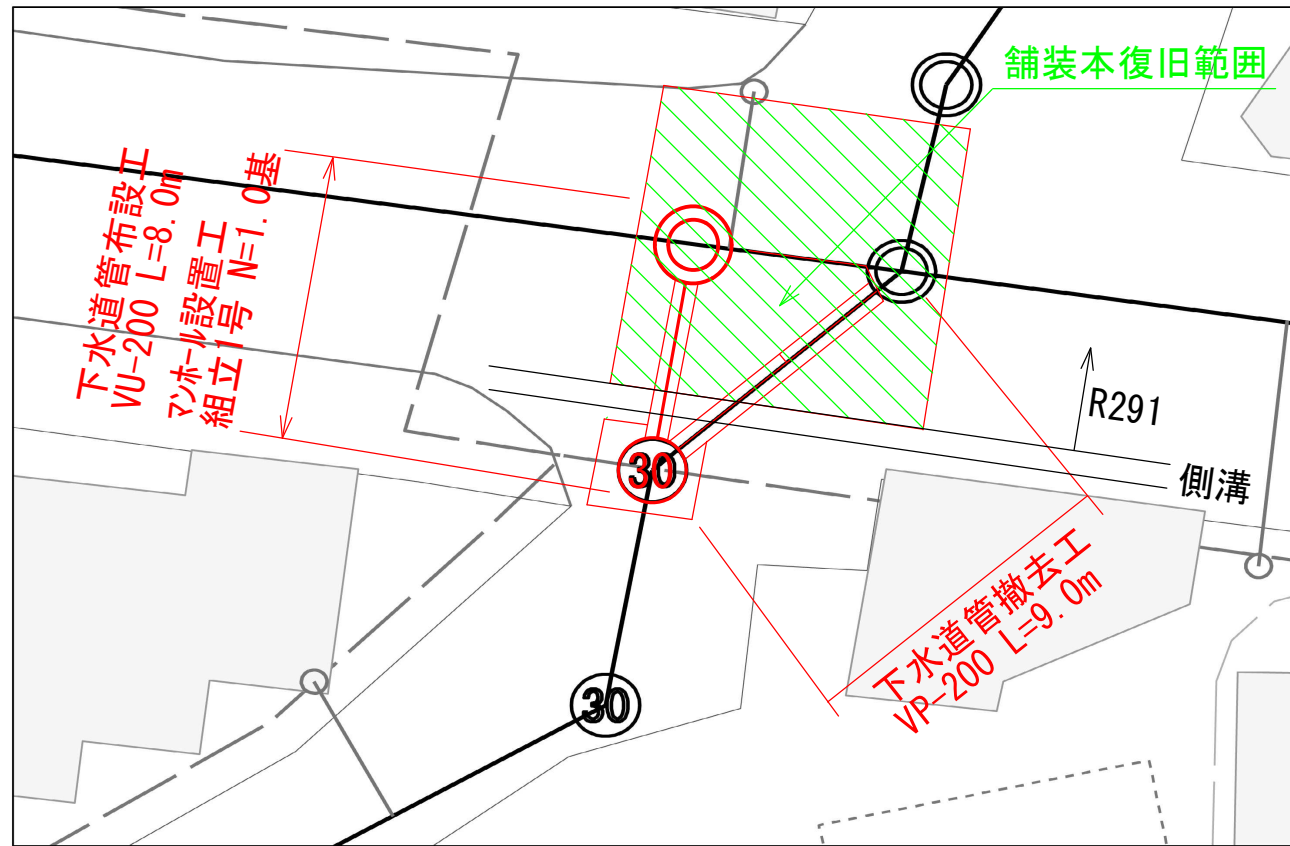 舗装本復旧範囲
下水道管布設工
VU-200 L=8.0m
マンホール設置工
組立1号 N=1.0基
R291
側溝
30
下水道管撤去工
VP-200 L=9.0m
30